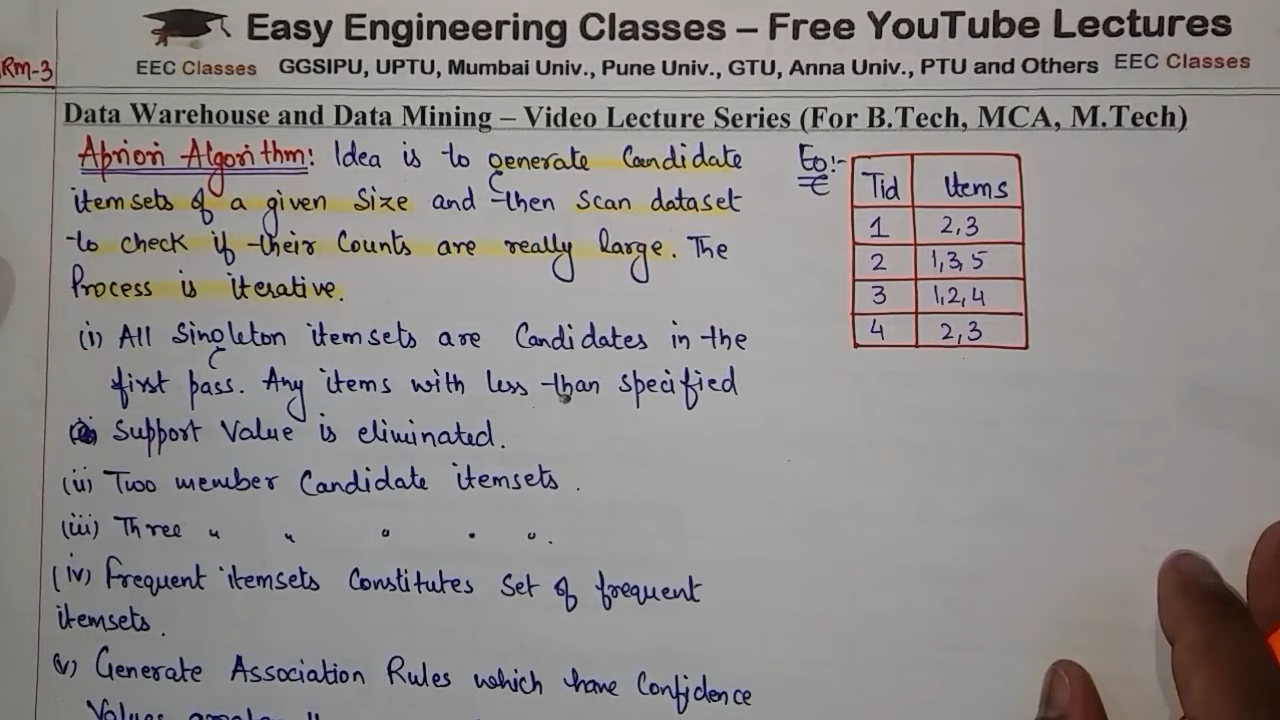 Easy Engineering Classes – Free YouTube Lectures
EEC Classes GGSIPU, UPTU, Mumbai Univ., Pune Univ., GTU, Anna Univ., PTU and Others EEC Classes
RM-3
Data Warehouse and Data Mining – Video Lecture Series (For B.Tech, MCA, M.Tech)
Apriori Algorithm: Idea is to generate Candidate
itemsets of a given Size and then Scan dataset
to check if their Counts are really large. The
Process is iterative.
(i) All Singleton itemsets are Candidates in the
first pass. Any items with less than specified
Support Value is eliminated.
(ii) Two member Candidate itemsets.
(iii) Three " " " " ".
(iv) Frequent itemsets Constitutes Set of frequent
itemsets.
(v) Generate Association Rules which have Confidence
Values
Eg:-
Tid Items
1 2,3
2 1,3,5
3 1,2,4
4 2,3